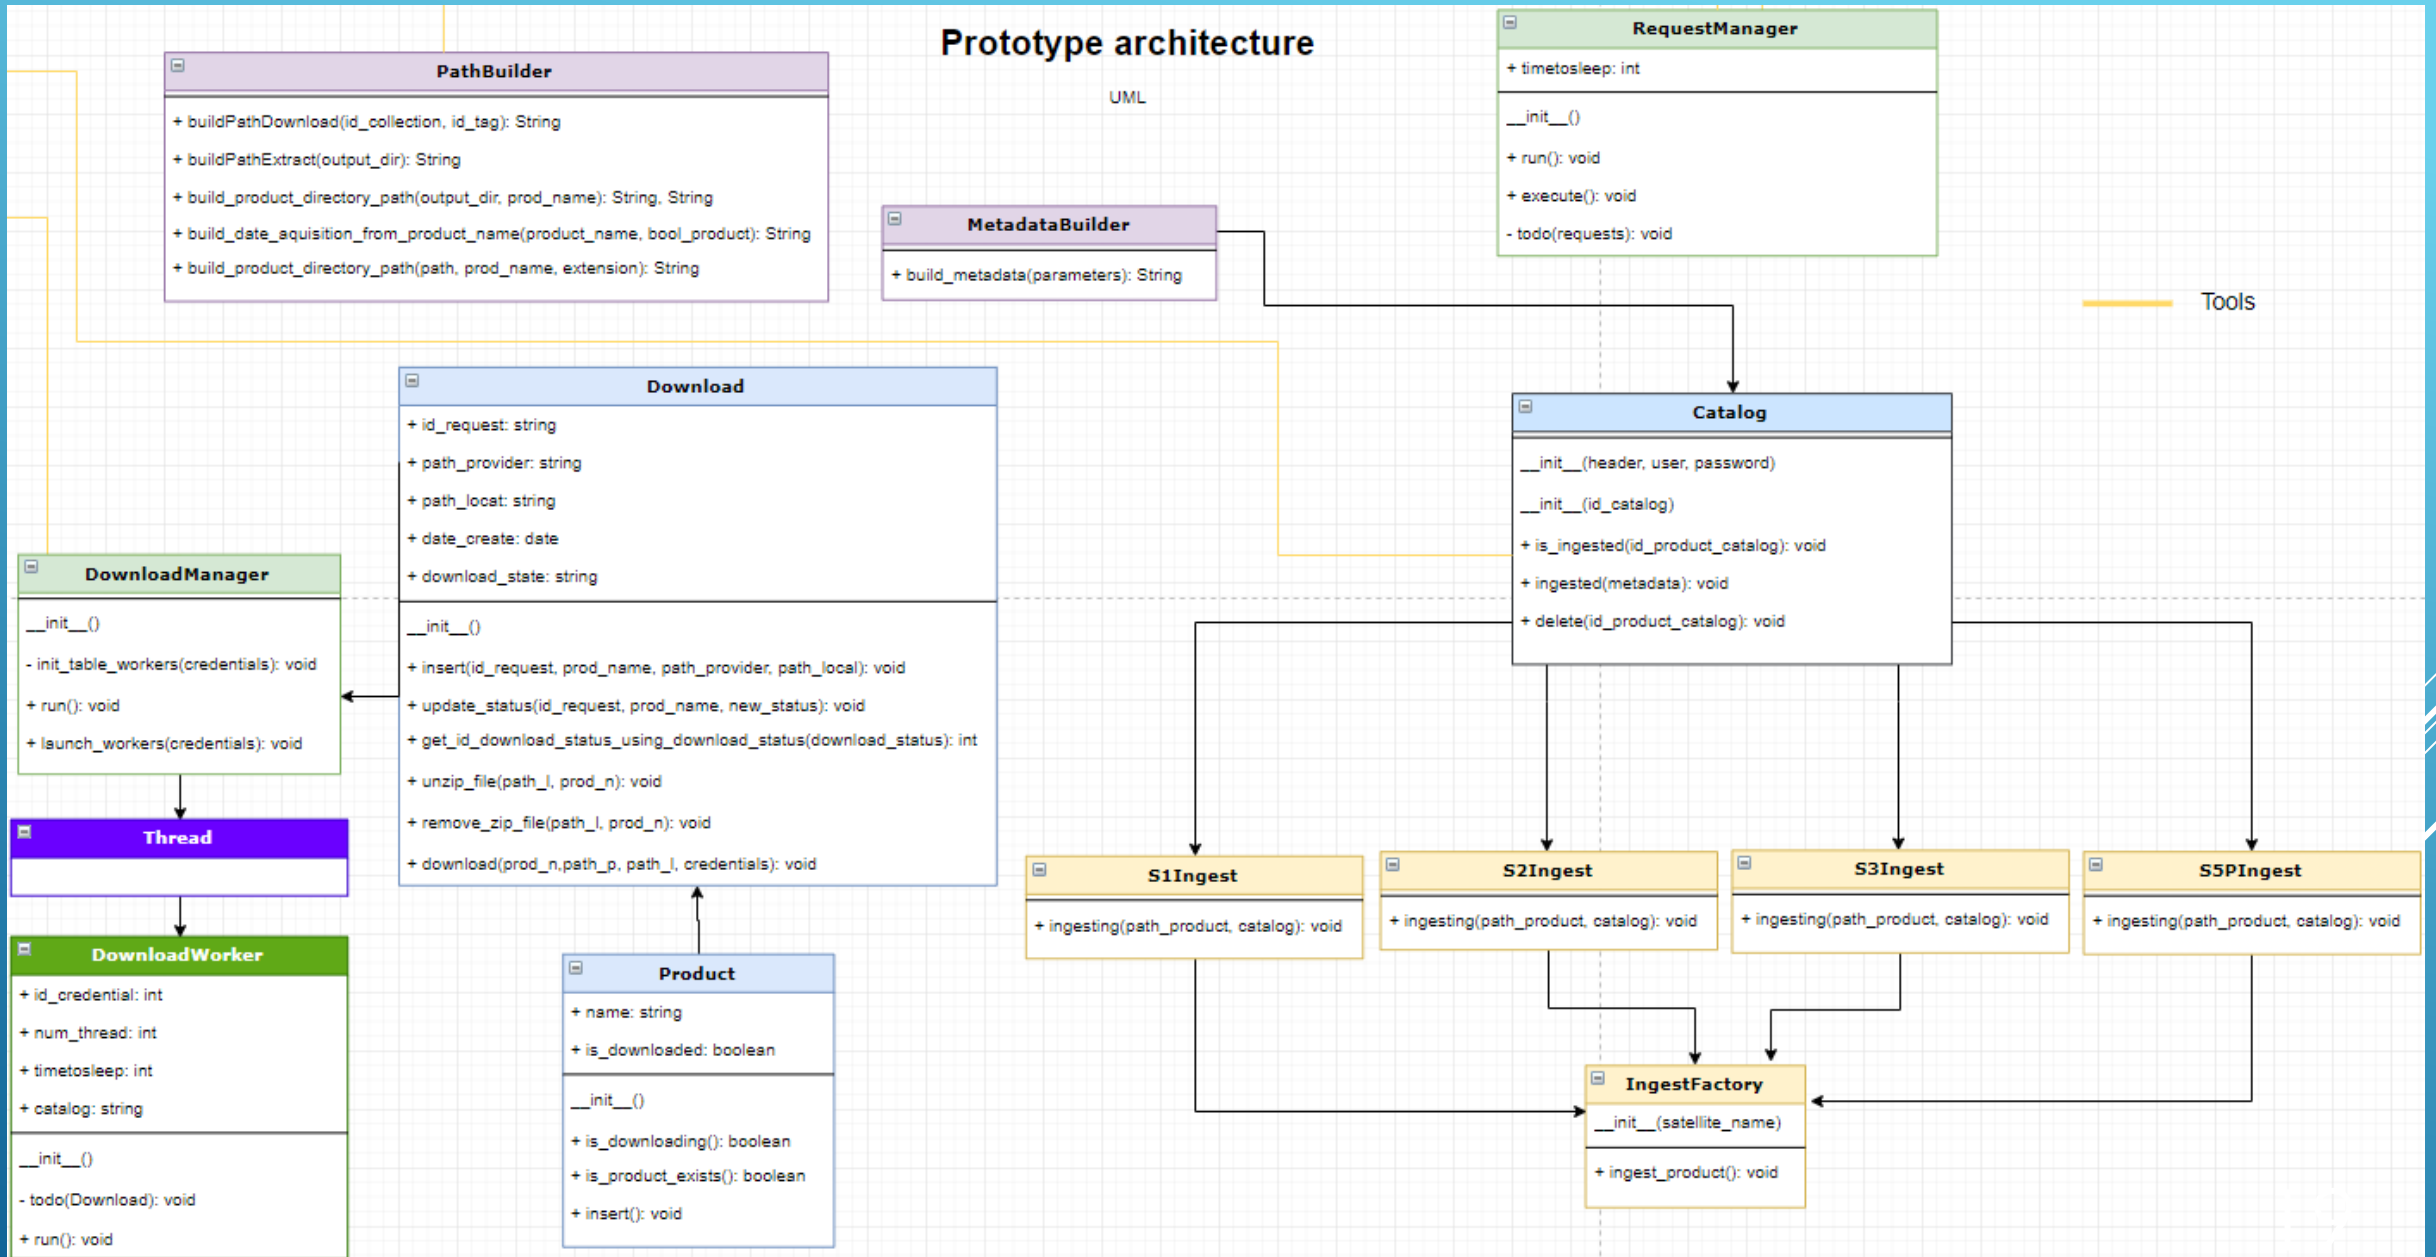 Prototype architecture
UML
PathBuilder
+ buildPathDownload(id_collection, id_tag): String
+ buildPathExtract(output_dir): String
+ build_product_directory_path(output_dir, prod_name): String, String
+ build_date_aquisition_from_product_name(product_name, bool_product): String
+ build_product_directory_path(path, prod_name, extension): String
MetadataBuilder
+ build_metadata(parameters): String
RequestManager
+ timetosleep: int
__init__()
+ run(): void
+ execute(): void
- todo(requests): void
Tools
Download
+ id_request: string
+ path_provider: string
+ path_locat: string
+ date_create: date
+ download_state: string
__init__()
+ insert(id_request, prod_name, path_provider, path_local): void
+ update_status(id_request, prod_name, new_status): void
+ get_id_download_status_using_download_status(download_status): int
+ unzip_file(path_l, prod_n): void
+ remove_zip_file(path_l, prod_n): void
+ download(prod_n,path_p, path_l, credentials): void
Catalog
__init__(header, user, password)
__init__(id_catalog)
+ is_ingested(id_product_catalog): void
+ ingested(metadata): void
+ delete(id_product_catalog): void
DownloadManager
__init__()
- init_table_workers(credentials): void
+ run(): void
+ launch_workers(credentials): void
Thread
DownloadWorker
+ id_credential: int
+ num_thread: int
+ timetosleep: int
+ catalog: string
__init__()
- todo(Download): void
+ run(): void
Product
+ name: string
+ is_downloaded: boolean
__init__()
+ is_downloading(): boolean
+ is_product_exists(): boolean
+ insert(): void
S1Ingest
+ ingesting(path_product, catalog): void
S2Ingest
+ ingesting(path_product, catalog): void
S3Ingest
+ ingesting(path_product, catalog): void
S5PIngest
+ ingesting(path_product, catalog): void
IngestFactory
__init__(satellite_name)
+ ingest_product(): void